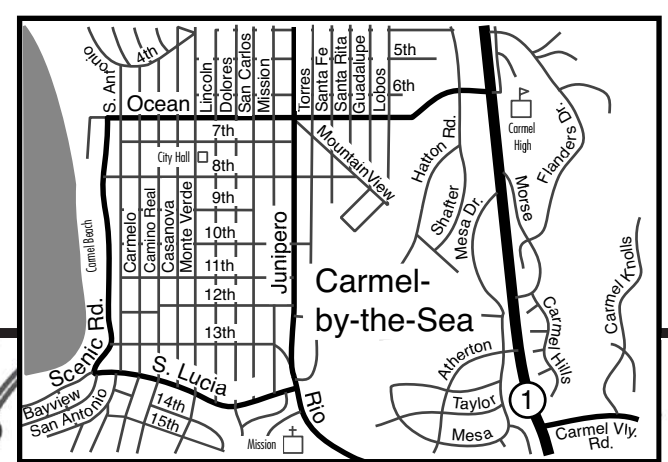 S. Antonio
4th
Lincoln
Dolores
San Carlos
Mission
Torres
Santa Fe
Santa Rita
Guadalupe
Lobos
5th
6th
Ocean
7th
City Hall
8th
Mountain View
Hatton Rd.
Shafter
Mesa Dr.
Carmel
High
Flanders Dr.
Morse
Carmel Beach
Carmelo
Camino Real
Casanova
Monte Verde
9th
10th
11th
12th
13th
Junipero
Carmel-
by-the-Sea
Scenic Rd.
S. Lucia
Bayview
San Antonio
14th
15th
Mission
Rio
Atherton
Taylor
Mesa
1
Carmel Hills
Carmel Knolls
Carmel Vly.
Rd.